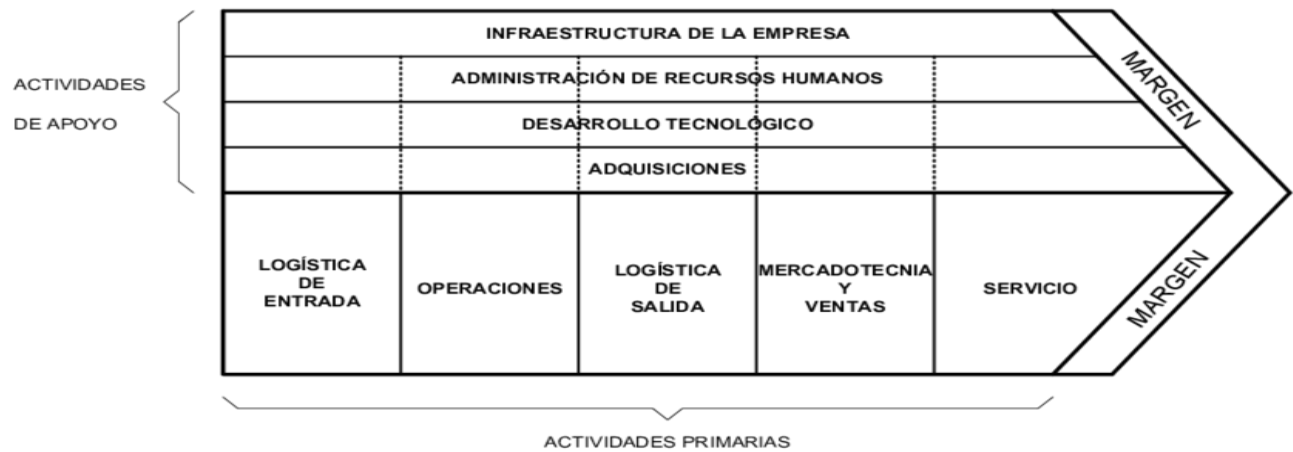 INFRAESTRUCTURA DE LA EMPRESA
ADMINISTRACIÓN DE RECURSOS HUMANOS
DESARROLLO TECNOLÓGICO
ADQUISICIONES
ACTIVIDADES
DE APOYO
MARGEN
LOGÍSTICA
DE
ENTRADA
OPERACIONES
LOGÍSTICA
DE
SALIDA
MERCADOTECNIA
Y
VENTAS
SERVICIO
MARGEN
ACTIVIDADES PRIMARIAS